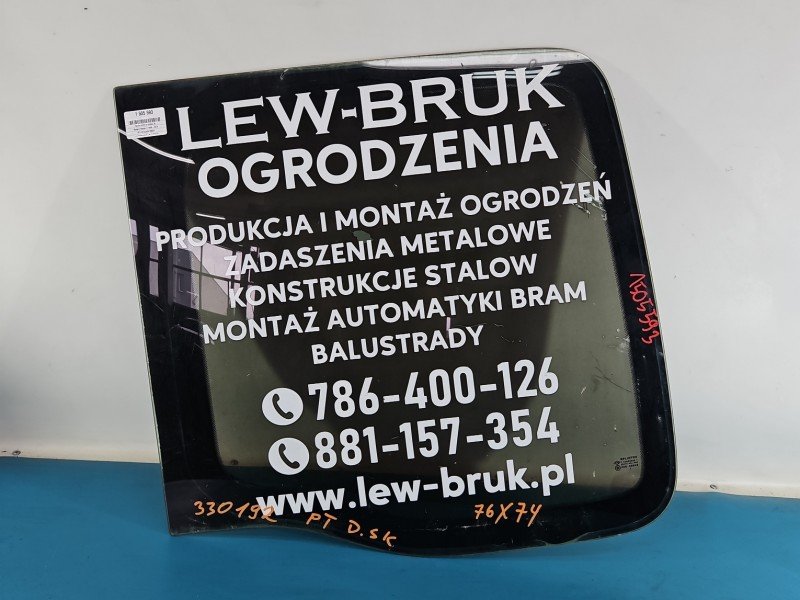 LEW-BRUK
OGRODZENIA
PRODUKCJA I MONTAŻ OGRODZEŃ
ZADASZENIA METALOWE
KONSTRUKCJE STALOW
MONTAŻ AUTOMATYKI BRAM
BALUSTRADY
786-400-126
881-157-354
www.lew-bruk.pl
330192 PT D.SK 76X74